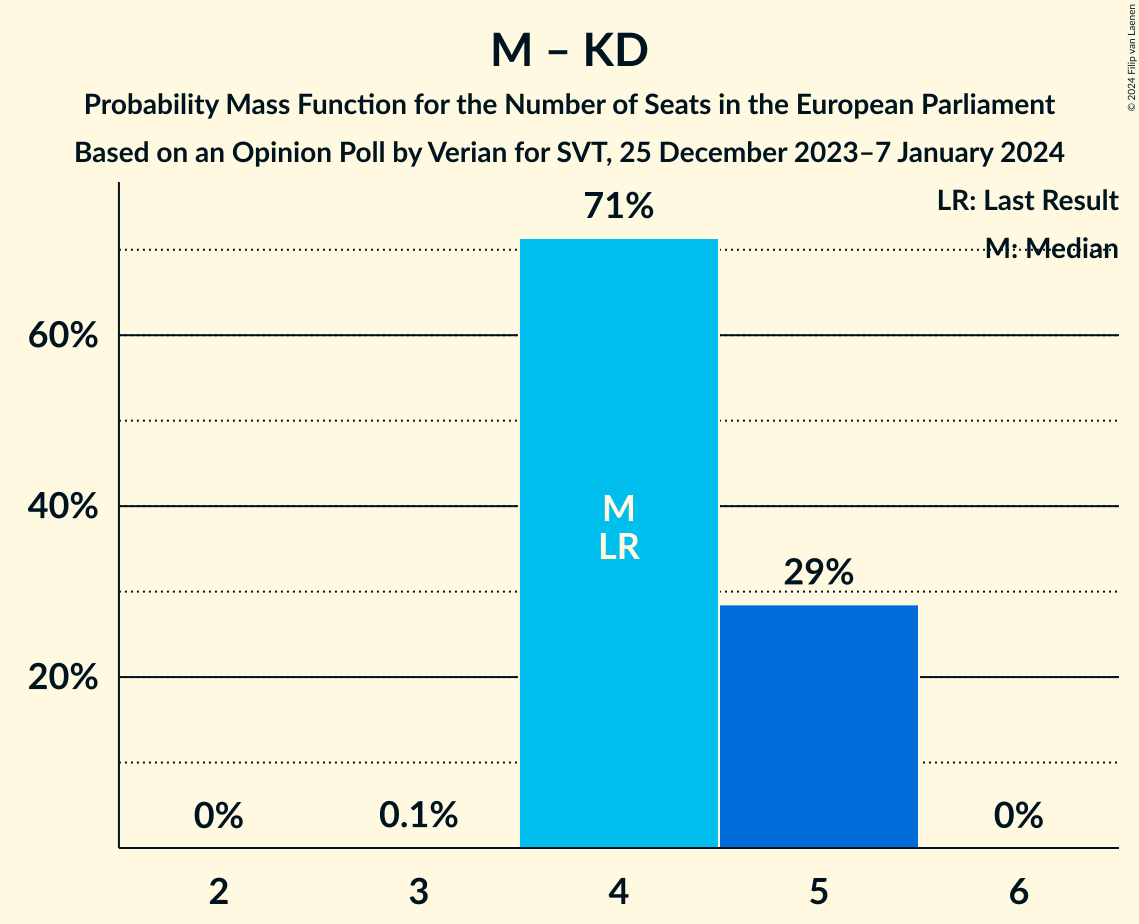 M – KD
Probability Mass Function for the Number of Seats in the European Parliament
Based on an Opinion Poll by Verian for SVT, 25 December 2023–7 January 2024
© 2024 Filip van Laenen
LR: Last Result
M: Median
60%
40%
20%
0%
0.1%
71%
M
LR
29%
0%
2
3
4
5
6